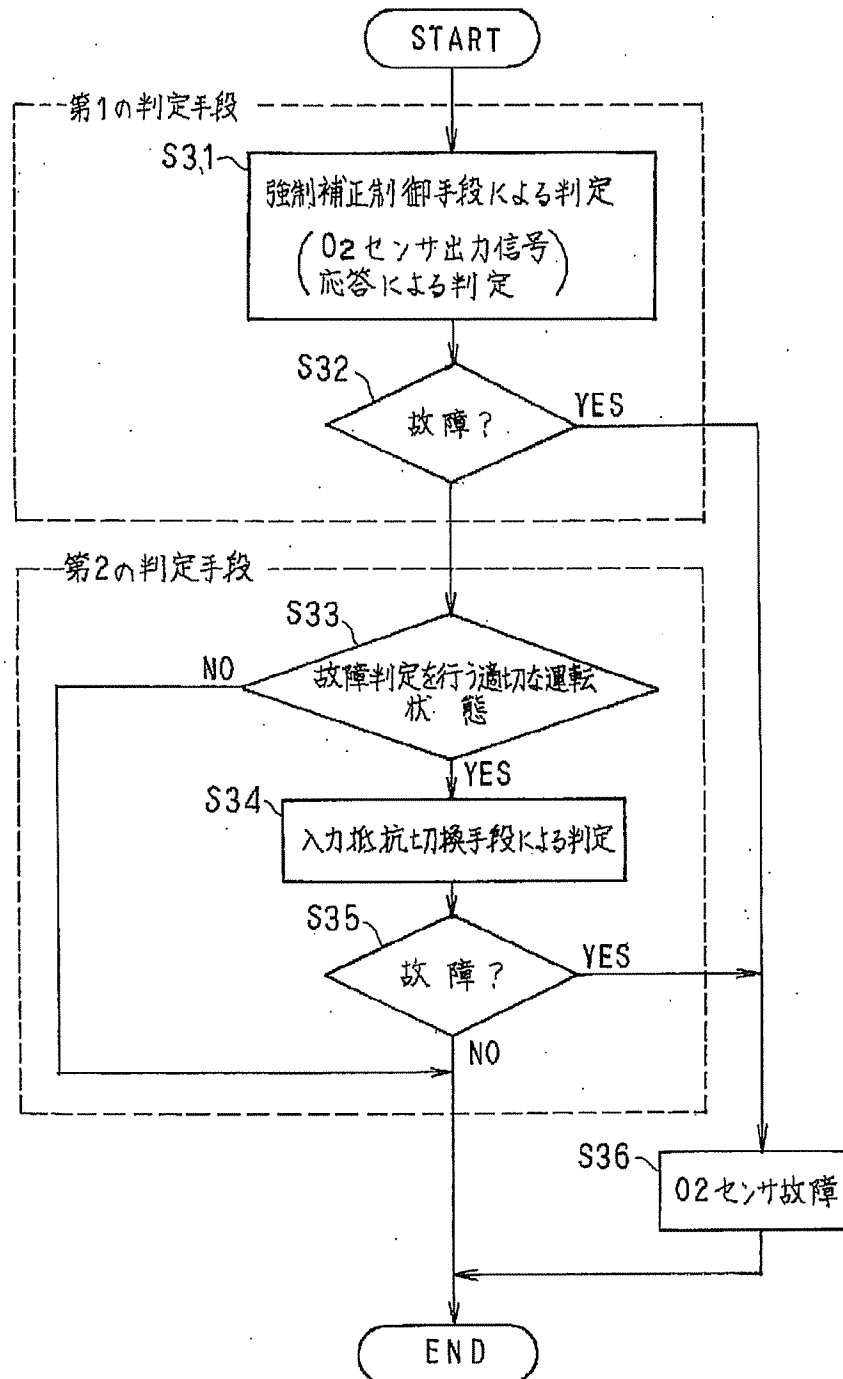 START
第1の判定手段
S31
強制補正制御手段による判定
(O2センサ出力信号
応答による判定)
S32
故障?
YES
第2の判定手段
S33
NO
故障判定を行う適切な運転
状態
YES
S34
入力抵抗切換手段による判定
S35
故障?
YES
NO
S36
O2センサ故障
END